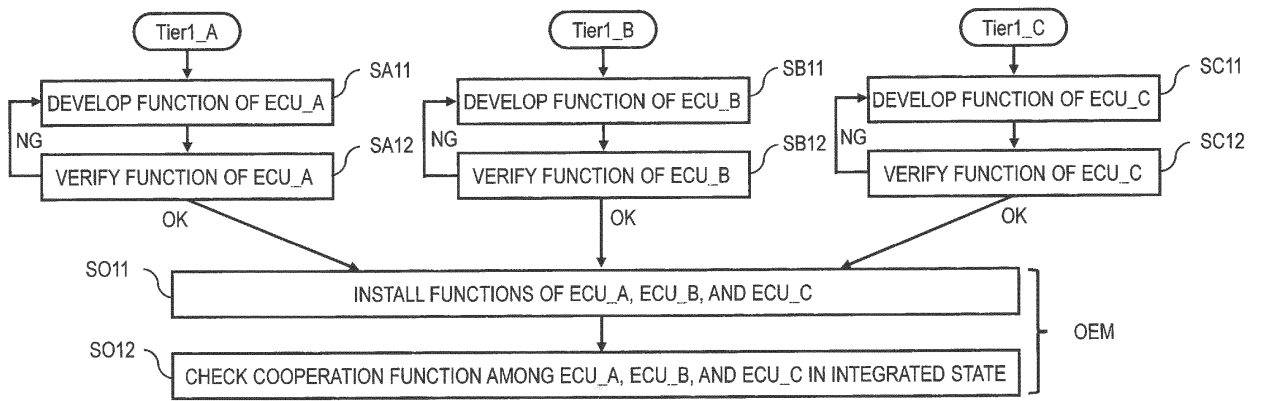 Tier1_A
Tier1_B
Tier1_C
SA11
SB11
SC11
DEVELOP FUNCTION OF ECU_A
DEVELOP FUNCTION OF ECU_B
DEVELOP FUNCTION OF ECU_C
NG
NG
NG
SA12
SB12
SC12
VERIFY FUNCTION OF ECU_A
VERIFY FUNCTION OF ECU_B
VERIFY FUNCTION OF ECU_C
OK
OK
OK
SO11
INSTALL FUNCTIONS OF ECU_A, ECU_B, AND ECU_C
OEM
SO12
CHECK COOPERATION FUNCTION AMONG ECU_A, ECU_B, AND ECU_C IN INTEGRATED STATE